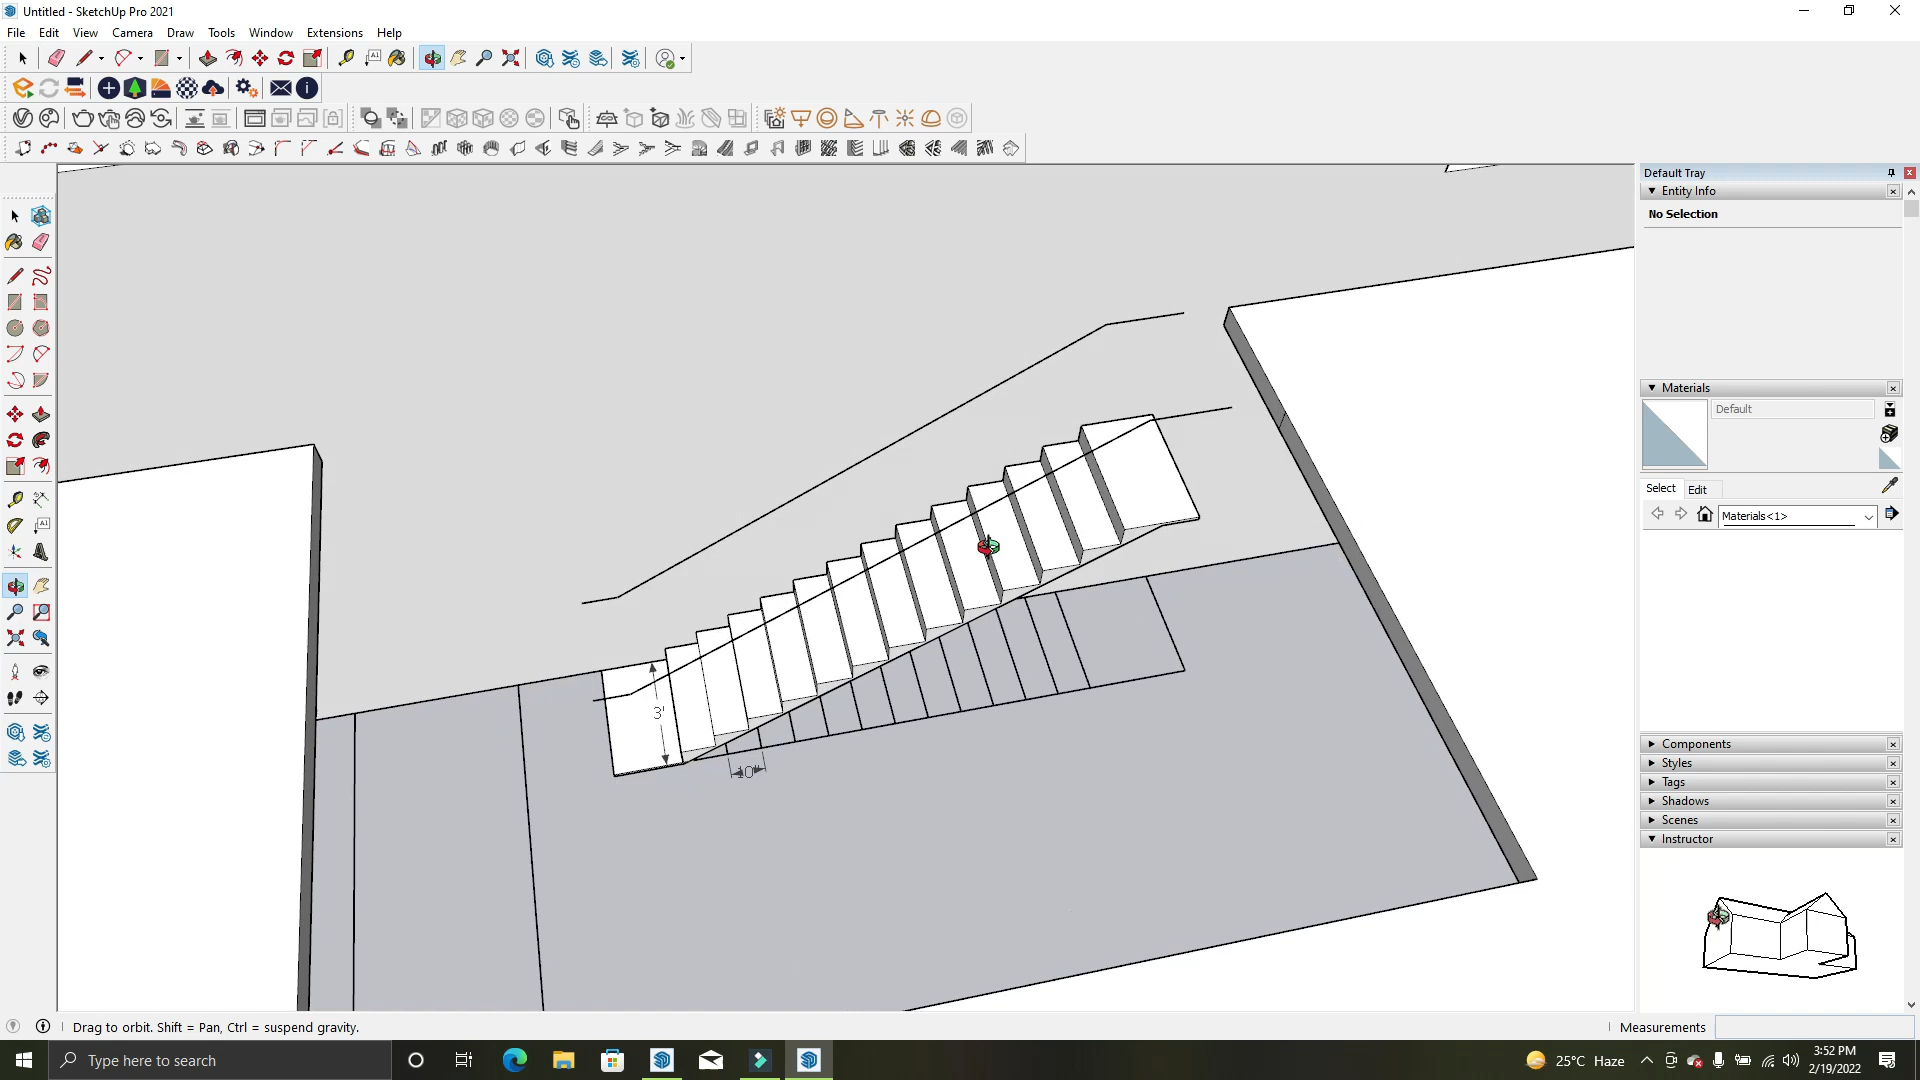 Untitled - SketchUp Pro 2021
File Edit View Camera Draw Tools Window Extensions Help
Default Tray
Entity Info
No Selection
Materials
Default
Select Edit
Materials<1>
3'
10"
Components
Styles
Tags
Shadows
Scenes
Instructor
Drag to orbit. Shift = Pan, Ctrl = suspend gravity.
Measurements
Type here to search
25°C Haze
3:52 PM
2/19/2022